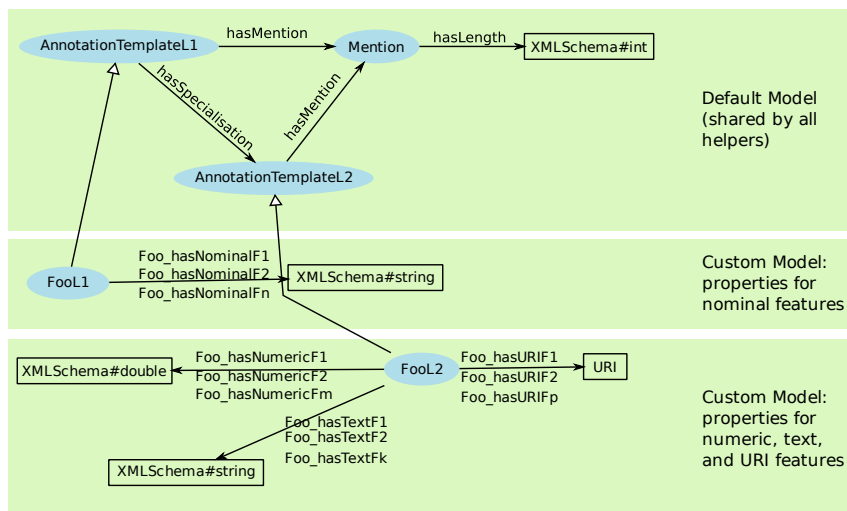 AnnotationTemplateL1
hasMention
Mention
hasLength
XMLSchema#int
hasSpecialisation
hasMention
AnnotationTemplateL2
Default Model
(shared by all
helpers)
FooL1
Foo_hasNominalF1
Foo_hasNominalF2
Foo_hasNominalFn
XMLSchema#string
Custom Model:
properties for
nominal features
XMLSchema#double
Foo_hasNumericF1
Foo_hasNumericF2
Foo_hasNumericFm
FooL2
Foo_hasURIF1
Foo_hasURIF2
Foo_hasURIFp
URI
Foo_hasTextF1
Foo_hasTextF2
Foo_hasTextFk
XMLSchema#string
Custom Model:
properties for
numeric, text,
and URI features